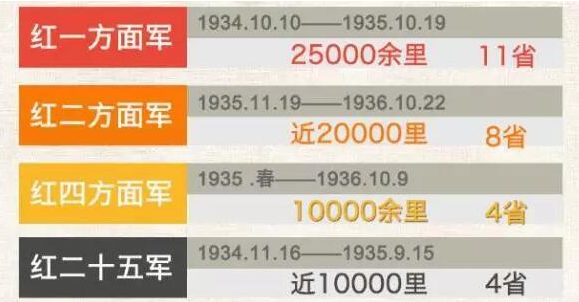 红一方面军
1934.10.10——1935.10.19
25000余里 11省
红二方面军
1935.11.19——1936.10.22
近20000里 8省
红四方面军
1935 .春——1936.10.9
10000余里 4省
红二十五军
1934.11.16——1935.9.15
近10000里 4省